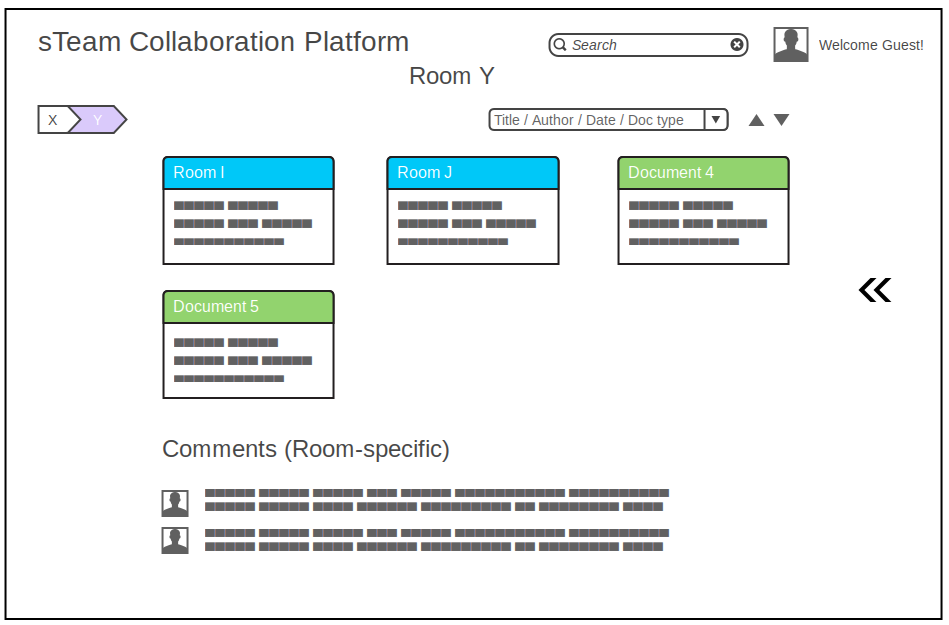 sTeam Collaboration Platform
Search
Welcome Guest!
Room Y
X
Y
Title / Author / Date / Doc type
Room I
Room J
Document 4
Document 5
Comments (Room-specific)